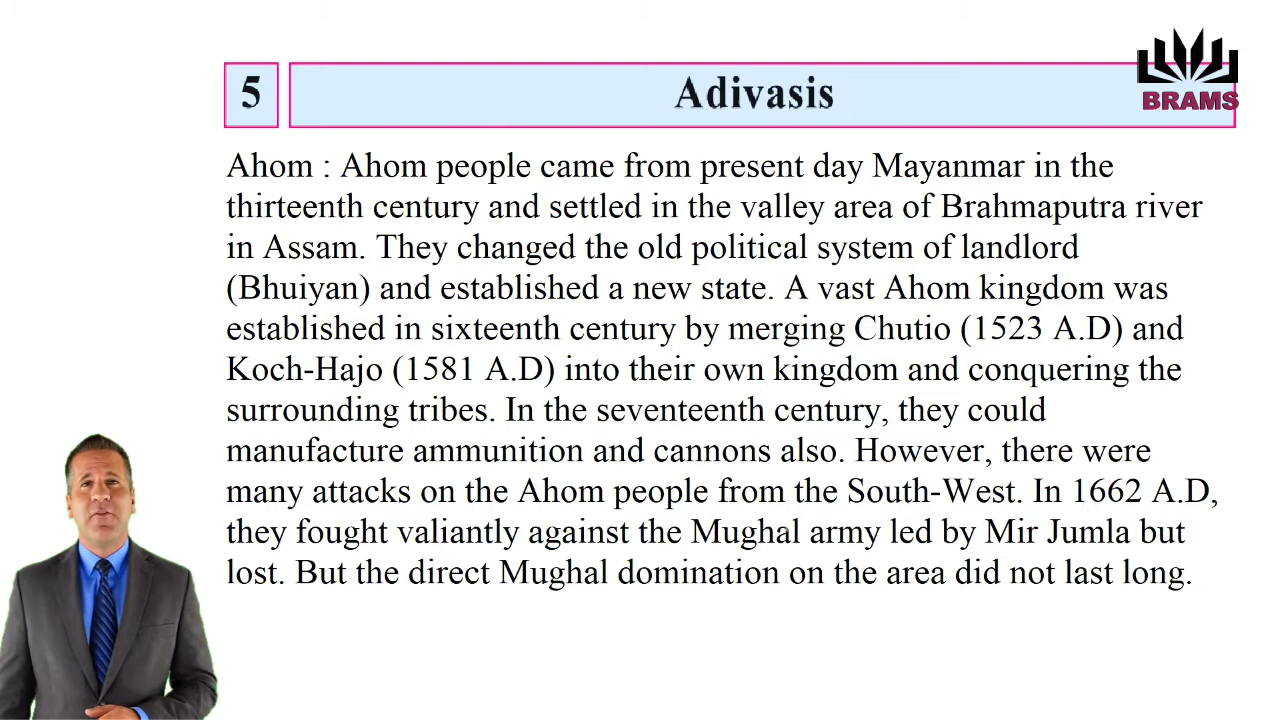 BRAMS
5 Adivasis
Ahom : Ahom people came from present day Mayanmar in the
thirteenth century and settled in the valley area of Brahmaputra river
in Assam. They changed the old political system of landlord
(Bhuiyan) and established a new state. A vast Ahom kingdom was
established in sixteenth century by merging Chutio (1523 A.D) and
Koch-Hajo (1581 A.D) into their own kingdom and conquering the
surrounding tribes. In the seventeenth century, they could
manufacture ammunition and cannons also. However, there were
many attacks on the Ahom people from the South-West. In 1662 A.D,
they fought valiantly against the Mughal army led by Mir Jumla but
lost. But the direct Mughal domination on the area did not last long.